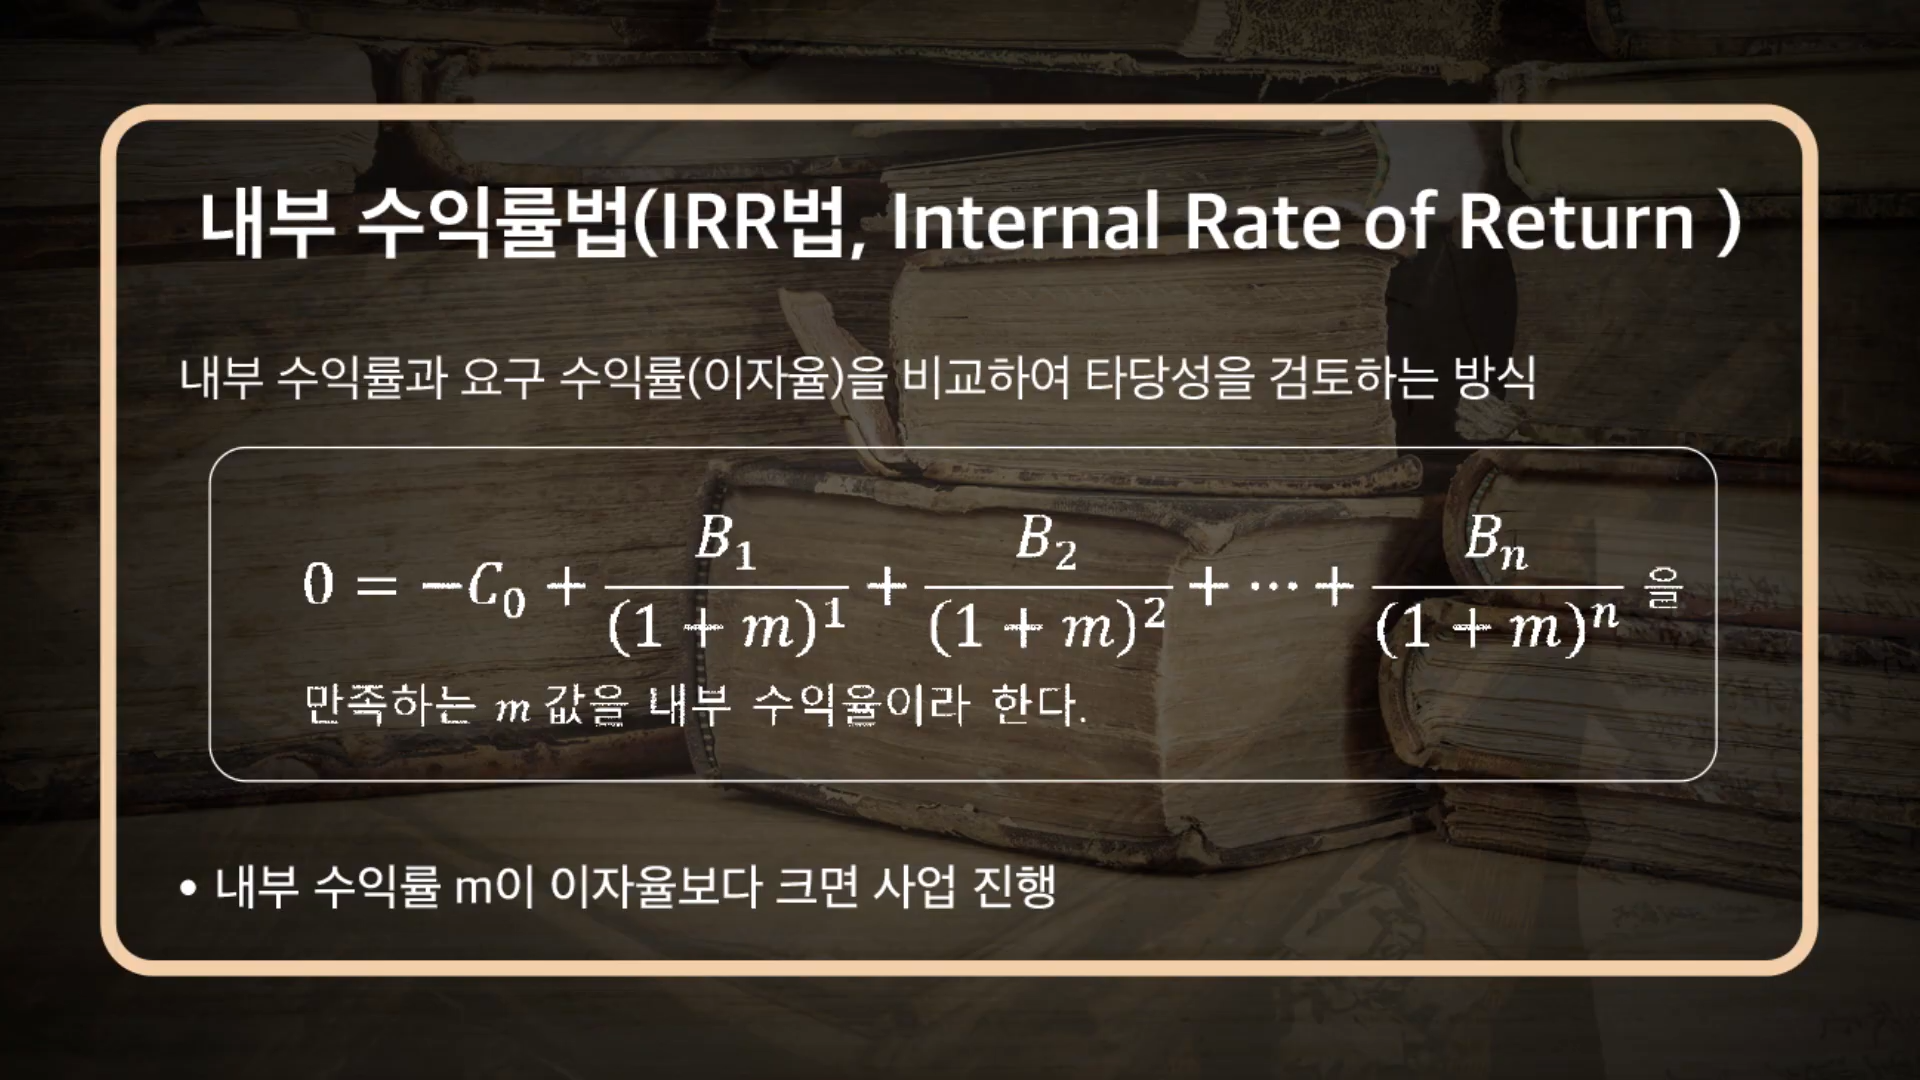 내부 수익률법(IRR법, Internal Rate of Return )
내부 수익률과 요구 수익률(이자율)을 비교하여 타당성을 검토하는 방식
0 = −C₀ + B₁/(1 + m)¹ + B₂/(1 + m)² + ⋯ + Bₙ/(1 + m)ⁿ 을
만족하는 m 값을 내부 수익율이라 한다.
• 내부 수익률 m이 이자율보다 크면 사업 진행